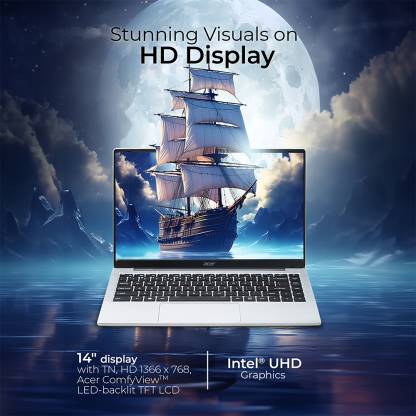 Stunning Visuals on
HD Display
acer
14" display
with TN, HD 1366 x 768,
Acer ComfyView™
LED-backlit TFT LCD
Intel® UHD
Graphics